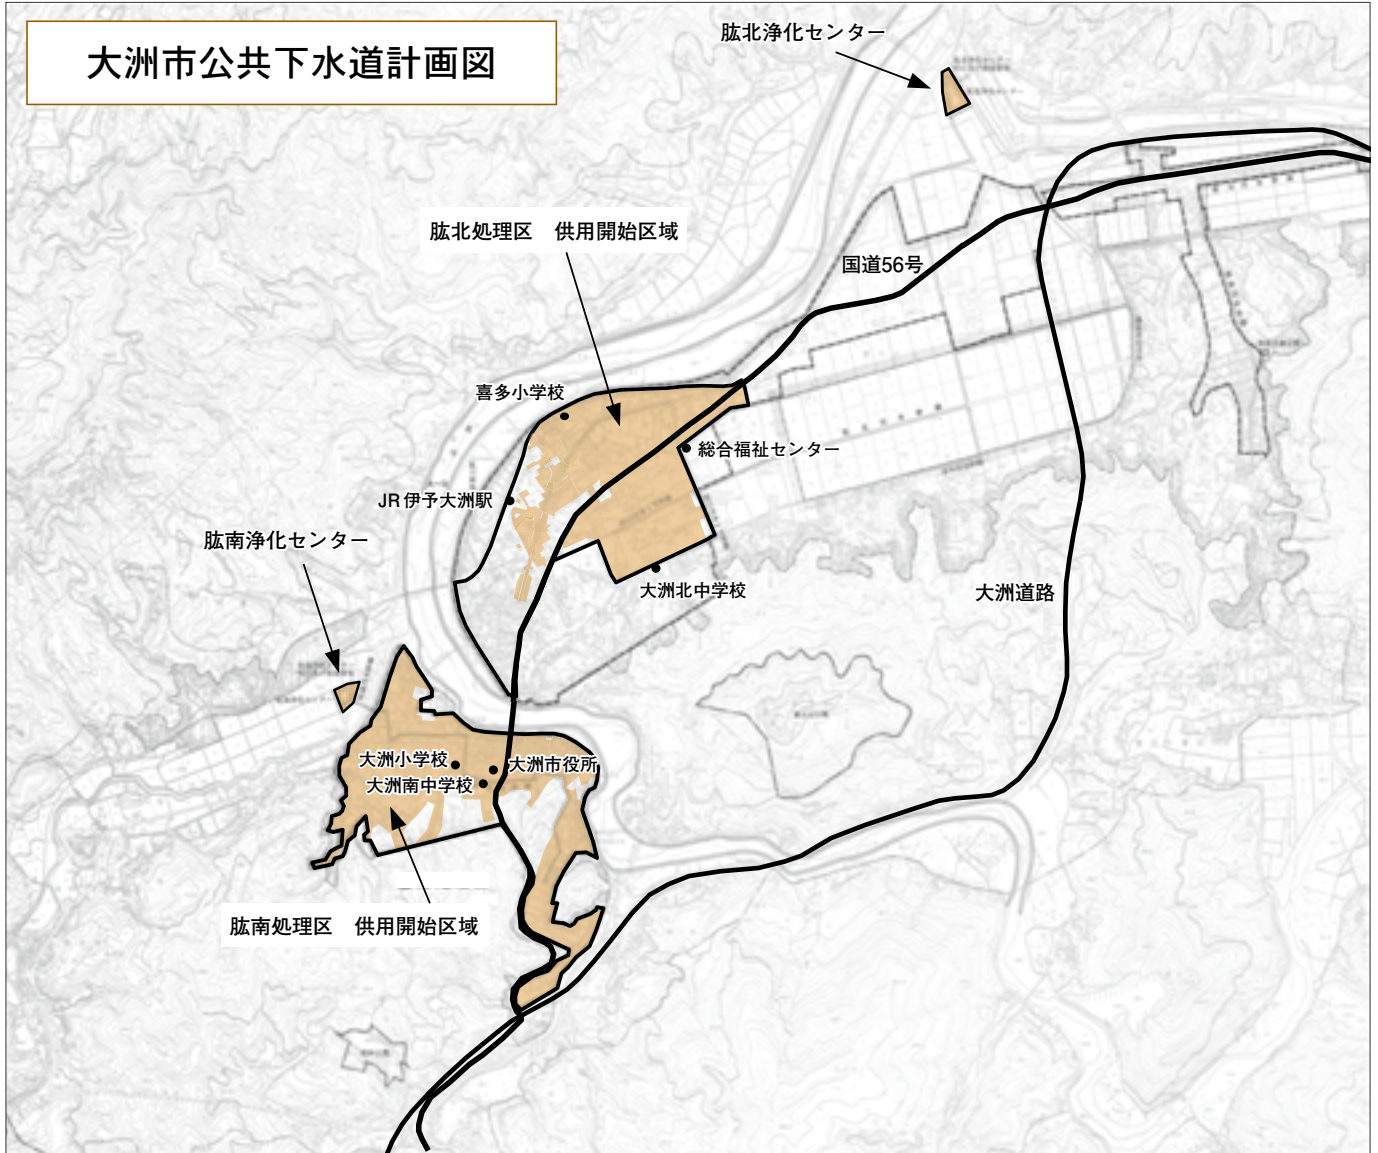 大洲市公共下水道計画図
肱北浄化センター
肱北処理区　供用開始区域
国道56号
喜多小学校
総合福祉センター
JR伊予大洲駅
肱南浄化センター
大洲北中学校
大洲道路
大洲小学校
大洲市役所
大洲南中学校
肱南処理区　供用開始区域